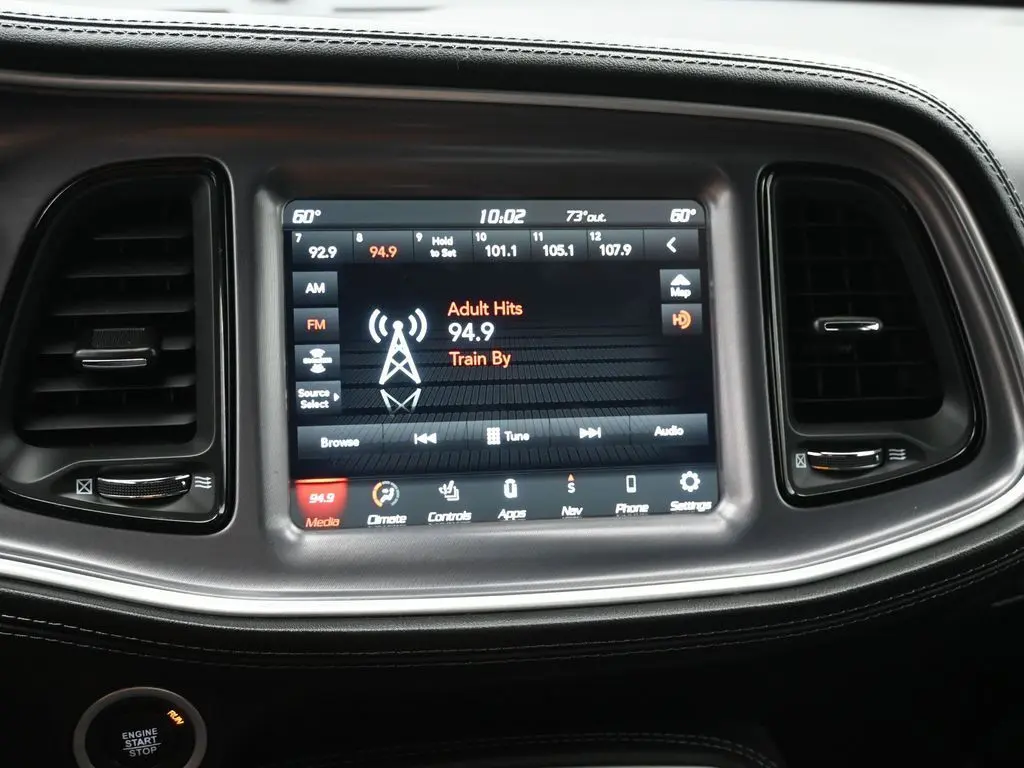 60° 10:02 73°out. 60°
7 92.9 8 94.9 9 Hold to Set 10 101.1 11 105.1 12 107.9
AM
Map
FM
HD
Adult Hits
94.9
Train By
Source
Select
Browse Tune Audio
94.9
Media Climate Controls Apps Nav Phone Settings
S
RUN
ENGINE
START
STOP